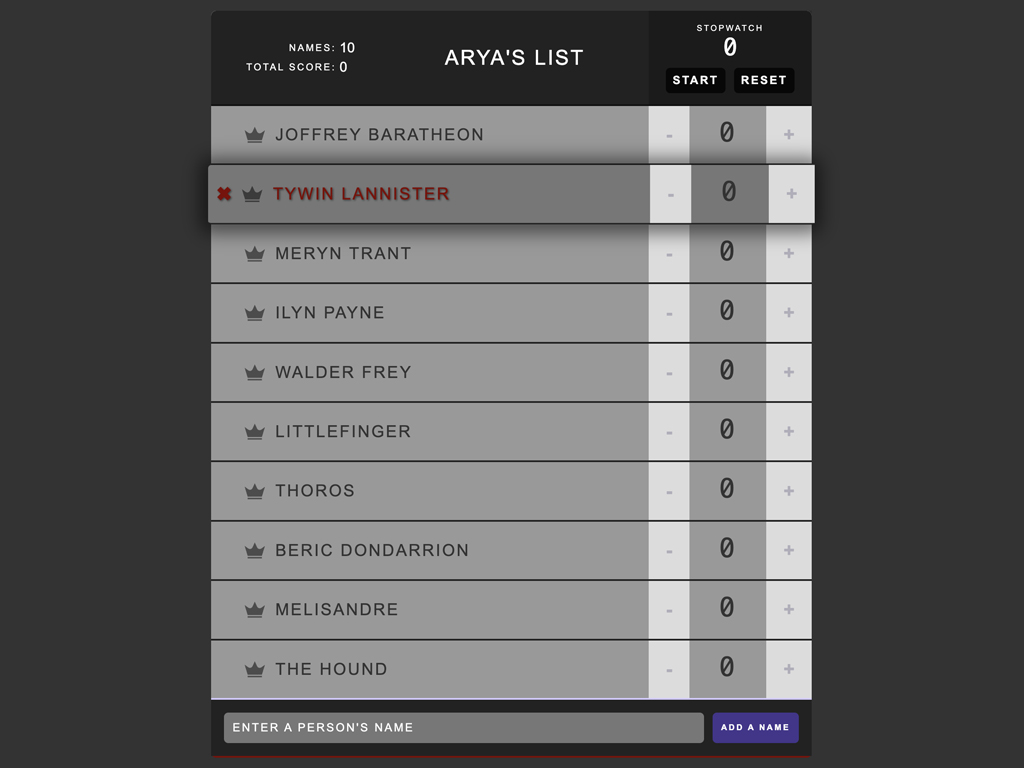 NAMES: 10
TOTAL SCORE: 0
ARYA'S LIST
STOPWATCH
0
START RESET
JOFFREY BARATHEON - 0 +
✖ TYWIN LANNISTER - 0 +
MERYN TRANT - 0 +
ILYN PAYNE - 0 +
WALDER FREY - 0 +
LITTLEFINGER - 0 +
THOROS - 0 +
BERIC DONDARRION - 0 +
MELISANDRE - 0 +
THE HOUND - 0 +
ENTER A PERSON'S NAME ADD A NAME